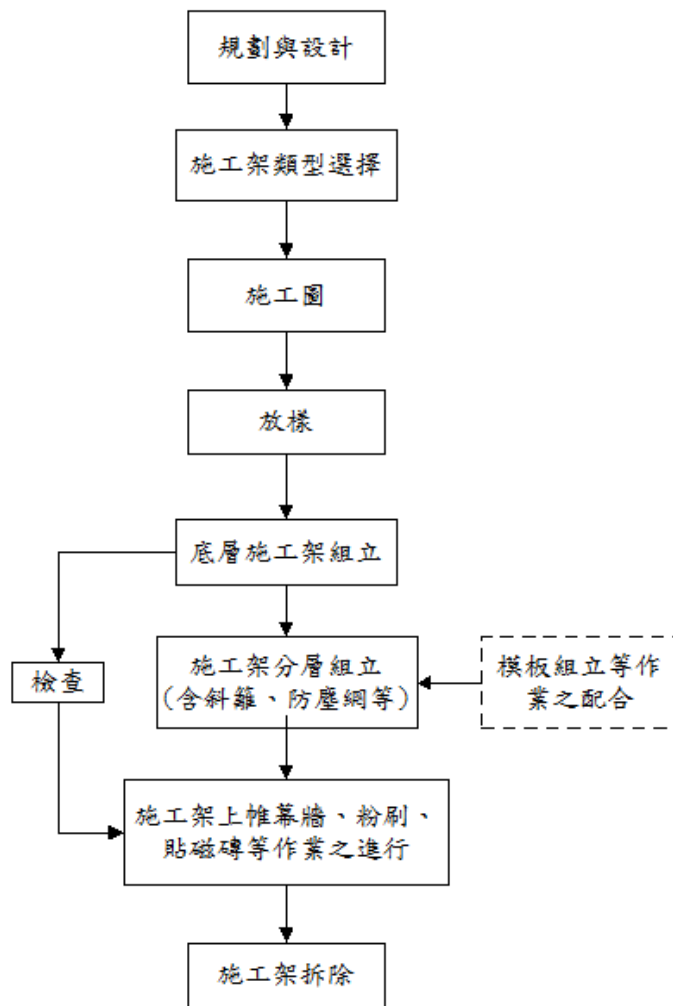 規劃與設計
施工架類型選擇
施工圖
放樣
底層施工架組立
檢查
施工架分層組立
(含斜籬、防塵網等)
模板組立等作
業之配合
施工架上帷幕牆、粉刷、
貼磁磚等作業之進行
施工架拆除